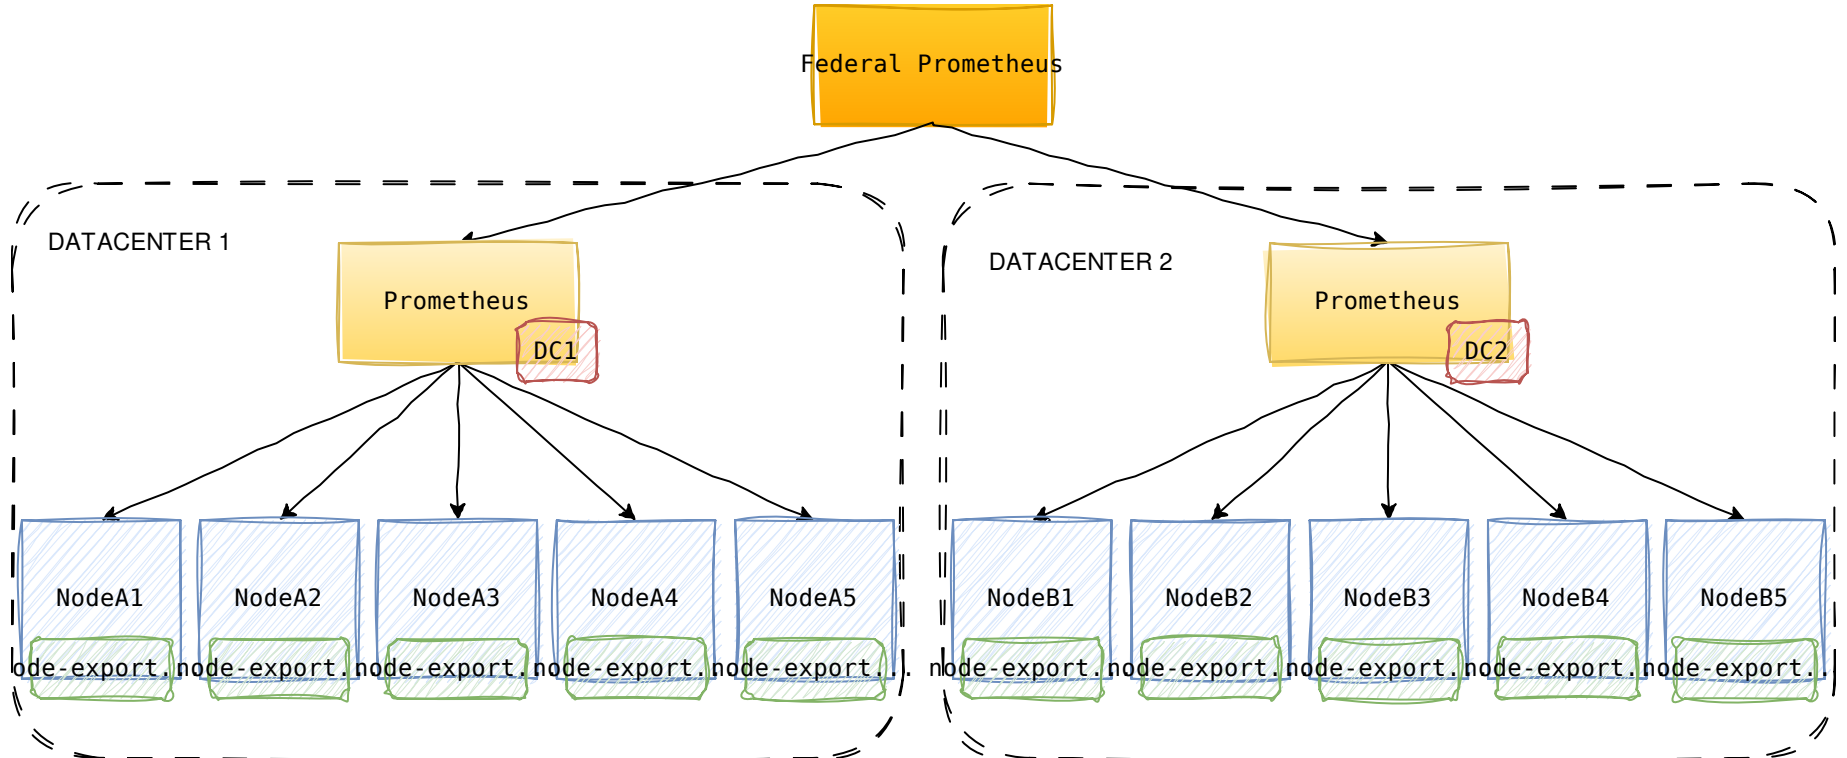 Federal Prometheus
DATACENTER 1
DATACENTER 2
Prometheus
Prometheus
DC1
DC2
NodeA1
NodeA2
NodeA3
NodeA4
NodeA5
NodeB1
NodeB2
NodeB3
NodeB4
NodeB5
ode-export..
node-export..
node-export..
node-export..
node-export...
node-export..
node-export..
node-export..
node-export..
node-export...